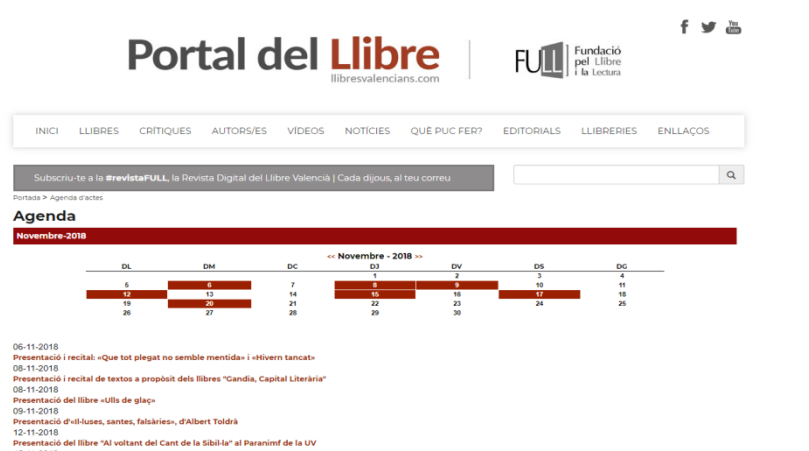 You
Tube
Portal del Llibre
llibresvalencians.com
FULL
Fundació
pel Llibre
i la Lectura
INICI LLIBRES CRÍTIQUES AUTORS/ES VÍDEOS NOTÍCIES QUÈ PUC FER? EDITORIALS LLIBRERIES ENLLAÇOS
Subscriu-te a la #revistaFULL, la Revista Digital del Llibre Valencià | Cada dijous, al teu correu
Portada > Agenda d'actes
Agenda
Novembre-2018
<< Novembre - 2018 >>
DL DM DC DJ DV DS DG
1 2 3 4
5 6 7 8 9 10 11
12 13 14 15 16 17 18
19 20 21 22 23 24 25
26 27 28 29 30
06-11-2018
Presentació i recital: «Que tot plegat no semble mentida» i «Hivern tancat»
08-11-2018
Presentació i recital de textos a propòsit dels llibres "Gandia, Capital Literària"
08-11-2018
Presentació del llibre «Ulls de glaç»
09-11-2018
Presentació d'«Il·luses, santes, falsàries», d'Albert Toldrà
12-11-2018
Presentació del llibre "Al voltant del Cant de la Sibil·la" al Paranimf de la UV